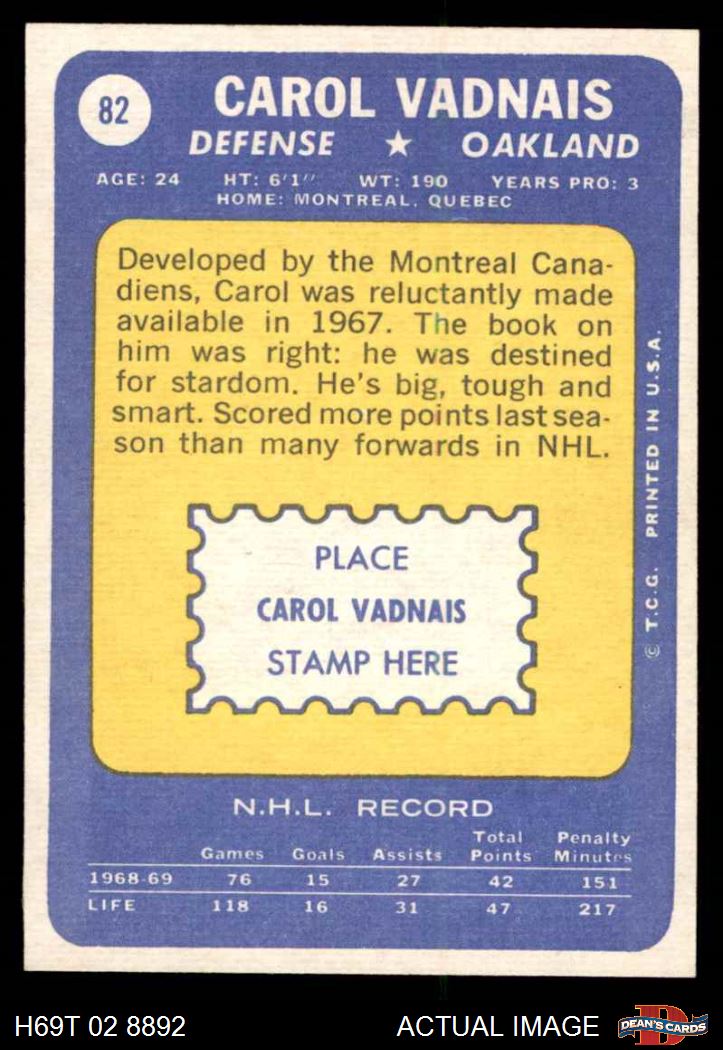 82
CAROL VADNAIS
DEFENSE ★ OAKLAND
AGE: 24 HT: 6'1" WT: 190 YEARS PRO: 3
HOME: MONTREAL, QUEBEC
Developed by the Montreal Cana-
diens, Carol was reluctantly made
available in 1967. The book on
him was right: he was destined
for stardom. He's big, tough and
smart. Scored more points last sea-
son than many forwards in NHL.
PLACE
CAROL VADNAIS
STAMP HERE
© T.C.G. PRINTED IN U.S.A.
N.H.L. RECORD
Games Goals Assists Total Points Penalty Minutes
1968-69 76 15 27 42 151
LIFE 118 16 31 47 217
H69T 02 8892 ACTUAL IMAGE
D
DEAN'S CARDS